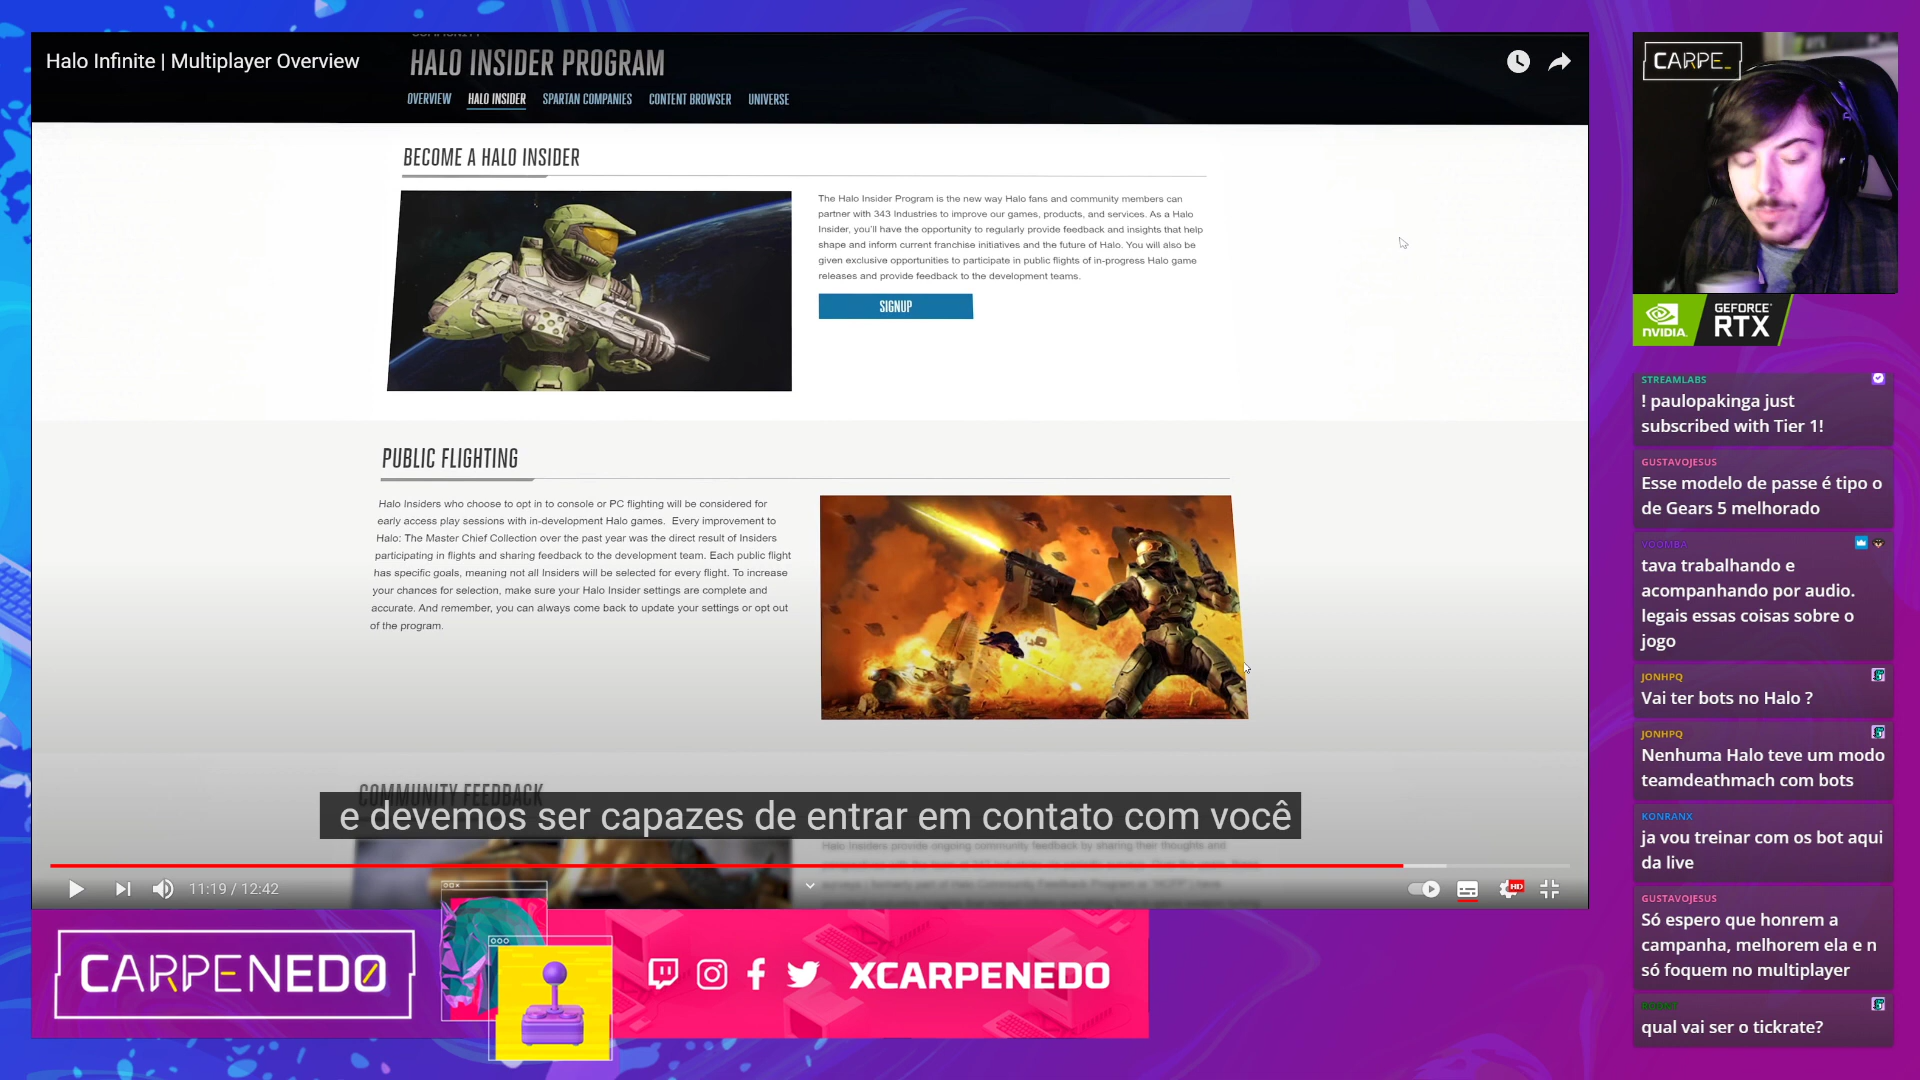 Halo Infinite | Multiplayer Overview
HALO INSIDER PROGRAM
OVERVIEW HALO INSIDER SPARTAN COMPANIES CONTENT BROWSER UNIVERSE
BECOME A HALO INSIDER
The Halo Insider Program is the new way Halo fans and community members can
partner with 343 Industries to improve our games, products, and services. As a Halo
Insider, you'll have the opportunity to regularly provide feedback and insights that help
shape and inform current franchise initiatives and the future of Halo. You will also be
given exclusive opportunities to participate in public flights of in-progress Halo game
releases and provide feedback to the development teams.
SIGNUP
PUBLIC FLIGHTING
Halo Insiders who choose to opt in to console or PC flighting will be considered for
early access play sessions with in-development Halo games. Every improvement to
Halo: The Master Chief Collection over the past year was the direct result of Insiders
participating in flights and sharing feedback to the development team. Each public flight
has specific goals, meaning not all Insiders will be selected for every flight. To increase
your chances for selection, make sure your Halo Insider settings are complete and
accurate. And remember, you can always come back to update your settings or opt out
of the program.
COMMUNITY FEEDBACK
e devemos ser capazes de entrar em contato com você
Halo Insiders provide ongoing community feedback by sharing their thoughts and
11:19 / 12:42
HD
CARPENEDO
XCARPENEDO
CARPE_
NVIDIA.
GEFORCE
RTX
STREAMLABS
! paulopakinga just
subscribed with Tier 1!
GUSTAVOJESUS
Esse modelo de passe é tipo o
de Gears 5 melhorado
VOOMBA
tava trabalhando e
acompanhando por audio.
legais essas coisas sobre o
jogo
JONHPQ
Vai ter bots no Halo ?
JONHPQ
Nenhuma Halo teve um modo
teamdeathmach com bots
KONRANX
ja vou treinar com os bot aqui
da live
GUSTAVOJESUS
Só espero que honrem a
campanha, melhorem ela e n
só foquem no multiplayer
qual vai ser o tickrate?